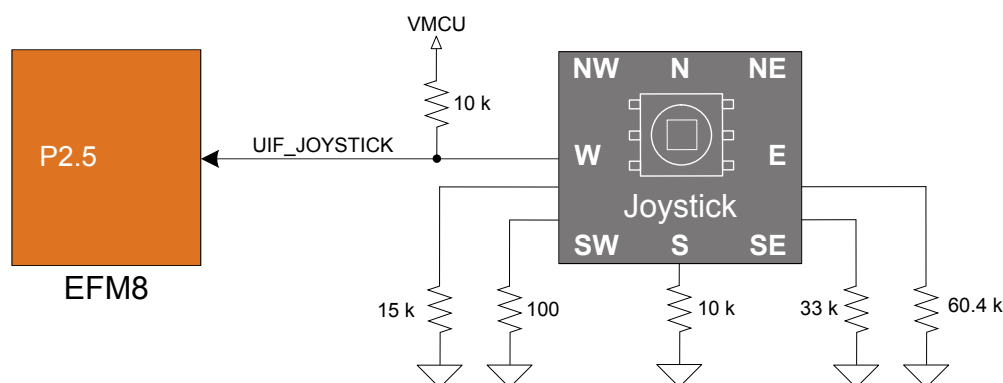 VMCU
10 k
NW N NE
P2.5
UIF_JOYSTICK
W E
Joystick
SW S SE
EFM8
15 k 100 10 k 33 k 60.4 k